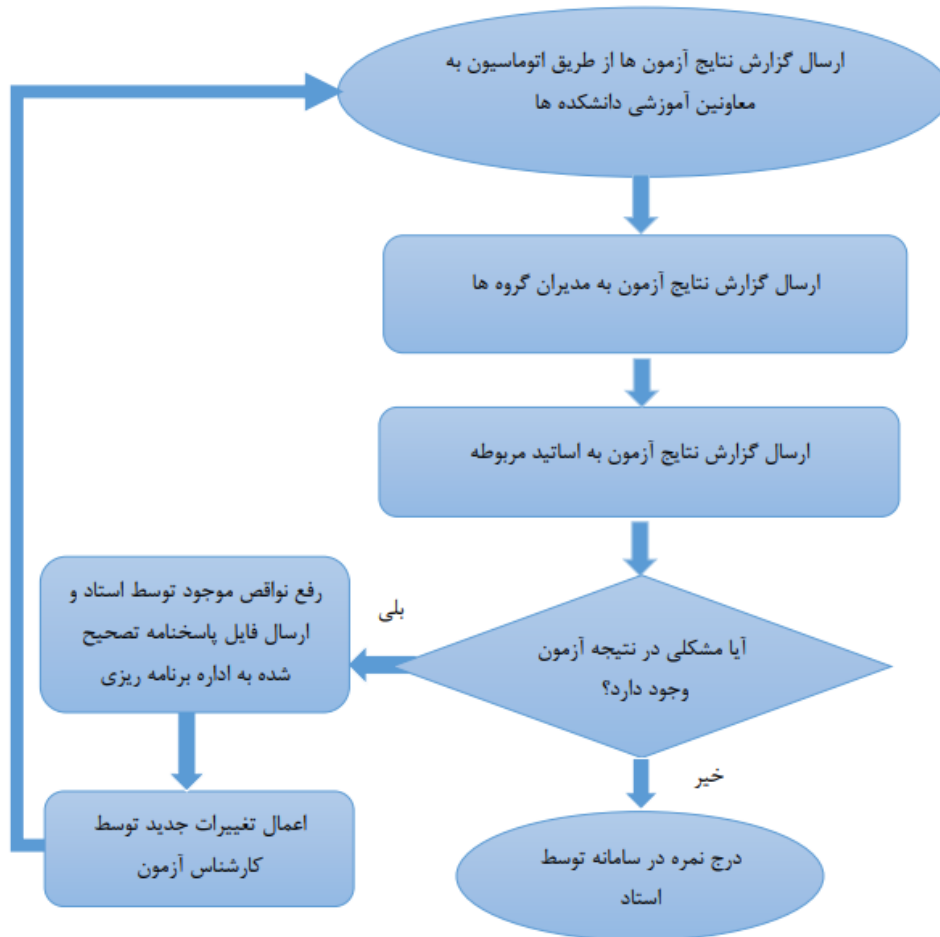 ارسال گزارش نتایج آزمون ها از طریق اتوماسیون به
معاونین آموزشی دانشکده ها
ارسال گزارش نتایج آزمون به مدیران گروه ها
ارسال گزارش نتایج آزمون به اساتید مربوطه
آیا مشکلی در نتیجه آزمون
وجود دارد؟
بلی
رفع نواقص موجود توسط استاد و
ارسال فایل پاسخنامه تصحیح
شده به اداره برنامه ریزی
اعمال تغییرات جدید توسط
کارشناس آزمون
خیر
درج نمره در سامانه توسط
استاد